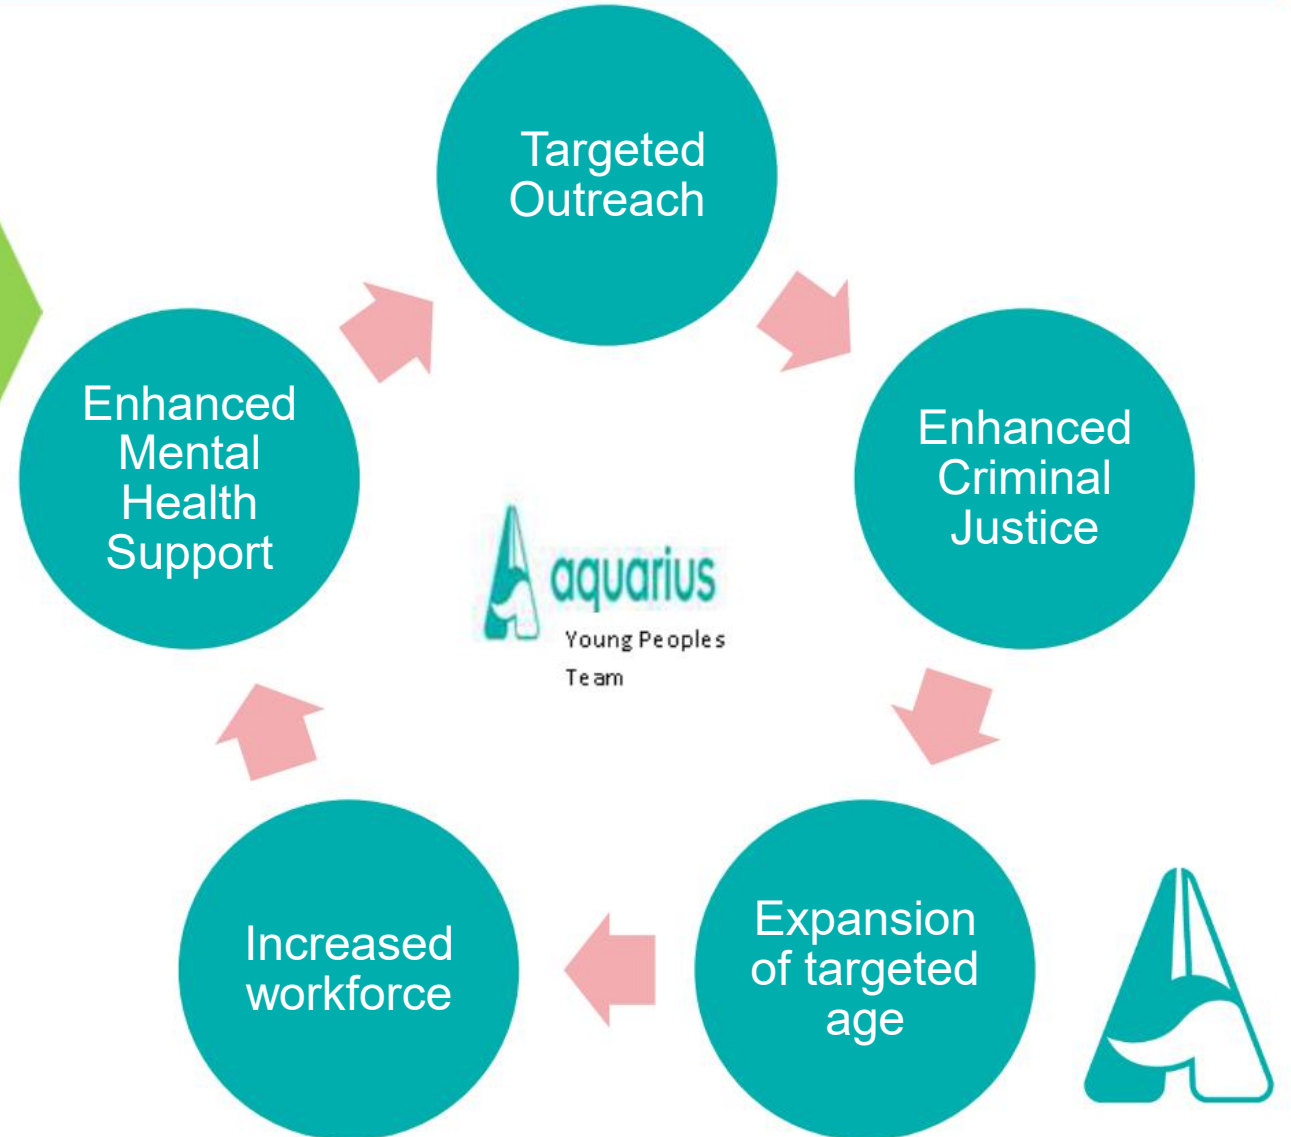 Targeted
Outreach
Enhanced
Criminal
Justice
Expansion
of targeted
age
Increased
workforce
Enhanced
Mental
Health
Support
aquarius
Young Peoples
Team